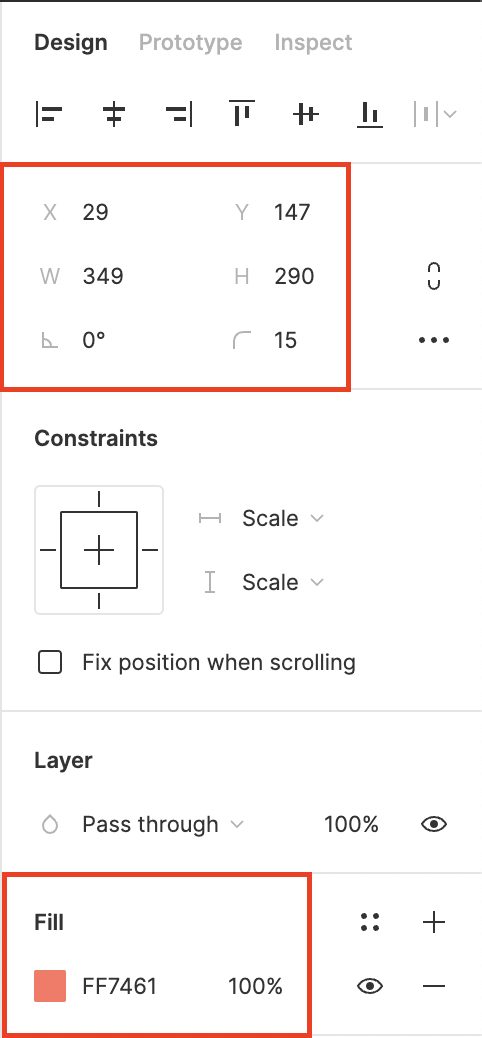 Design Prototype Inspect
X 29 Y 147
W 349 H 290
0° 15
Constraints
Scale
Scale
Fix position when scrolling
Layer
Pass through 100%
Fill
FF7461 100%